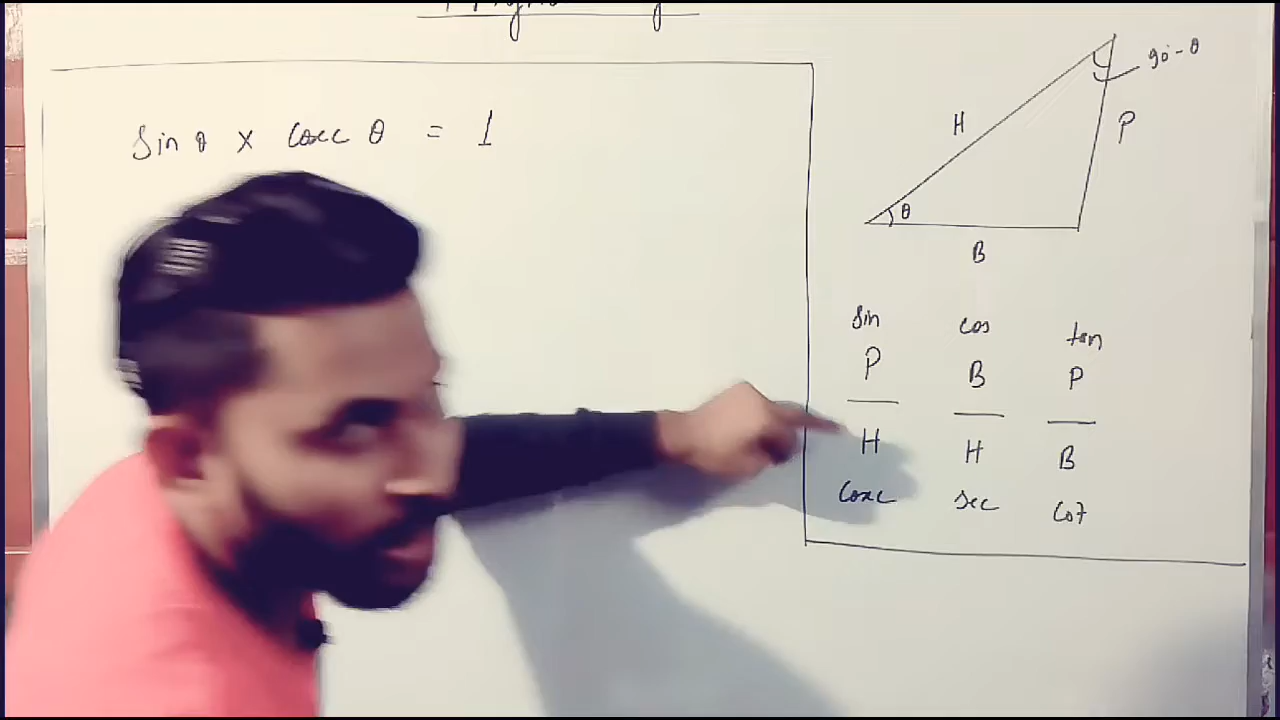 Sin θ x Cosec θ = 1
90° - θ
H
P
θ
B
Sin cos tan
P B P
H H B
Cosec Sec Cot